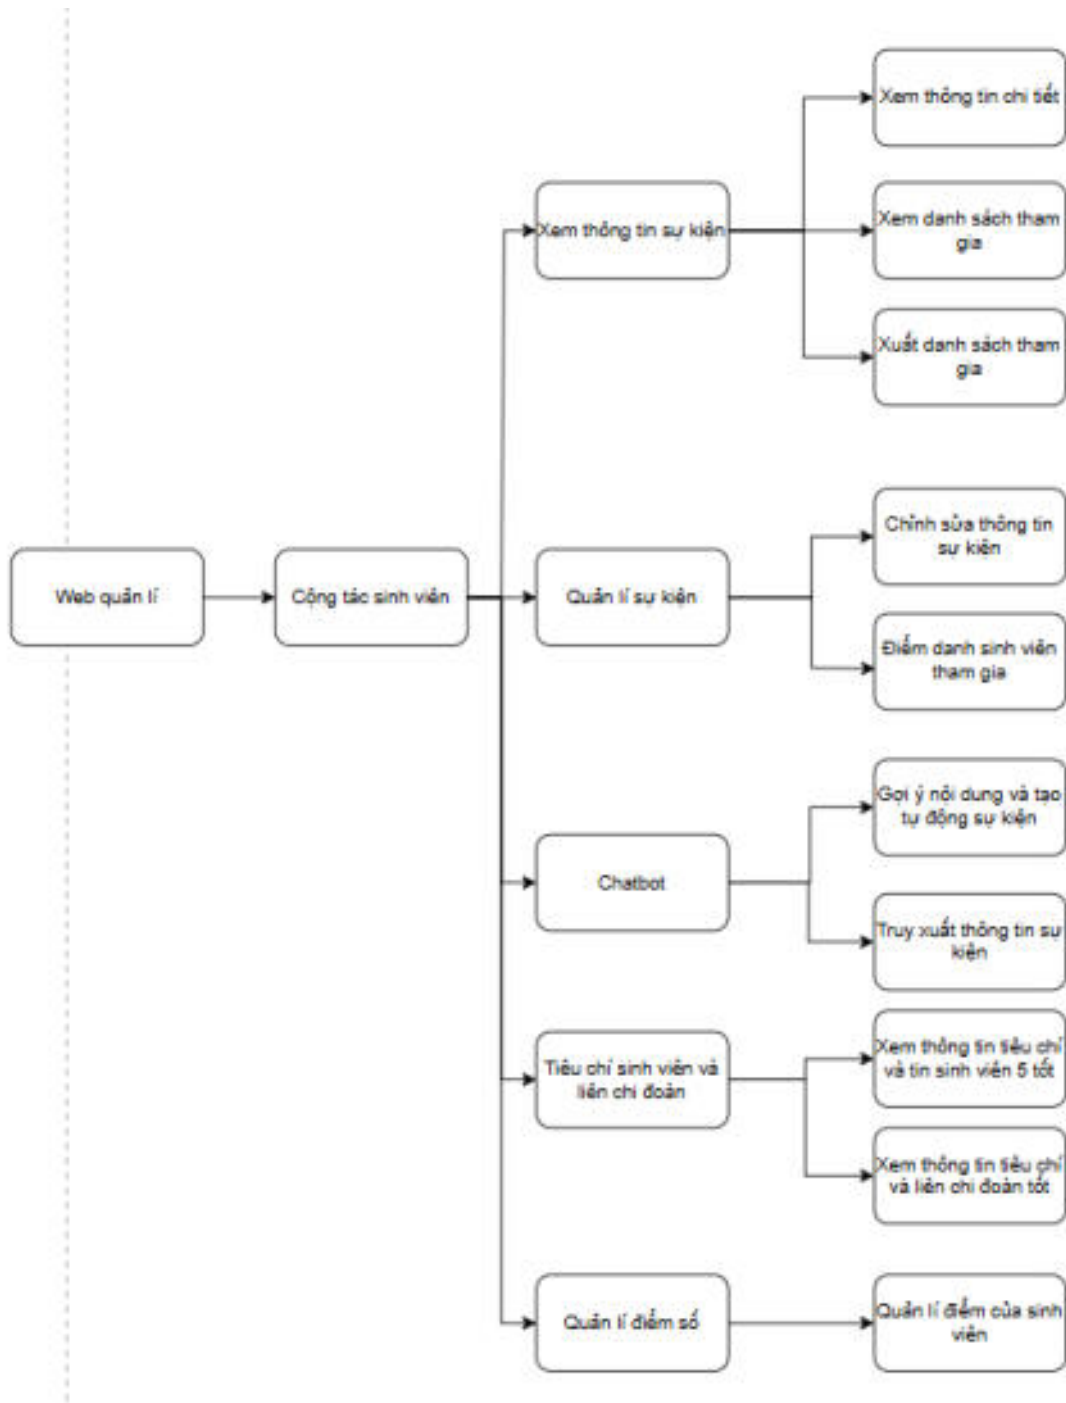 Xem thông tin chi tiết
Xem thông tin sự kiện
Xem danh sách tham
gia
Xuất danh sách tham
gia
Web quản lí
Cộng tác sinh viên
Quản lí sự kiện
Chỉnh sửa thông tin
sự kiện
Điểm danh sinh viên
tham gia
Chatbot
Gợi ý nội dung và tạo
tự động sự kiện
Truy xuất thông tin sự
kiện
Tiêu chí sinh viên và
liên chi đoàn
Xem thông tin tiêu chí
và tin sinh viên 5 tốt
Xem thông tin tiêu chí
và liên chi đoàn tốt
Quản lí điểm số
Quản lí điểm của sinh
viên